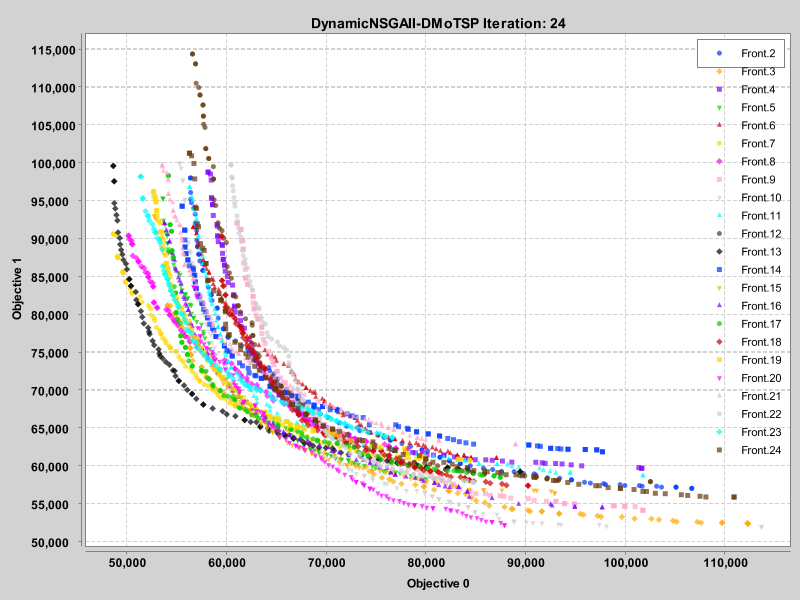 DynamicNSGAII-DMoTSP Iteration: 24
115,000
110,000
105,000
100,000
95,000
90,000
85,000
80,000
75,000
70,000
65,000
60,000
55,000
50,000
Objective 1
50,000 60,000 70,000 80,000 90,000 100,000 110,000
Objective 0
Front.2
Front.3
Front.4
Front.5
Front.6
Front.7
Front.8
Front.9
Front.10
Front.11
Front.12
Front.13
Front.14
Front.15
Front.16
Front.17
Front.18
Front.19
Front.20
Front.21
Front.22
Front.23
Front.24